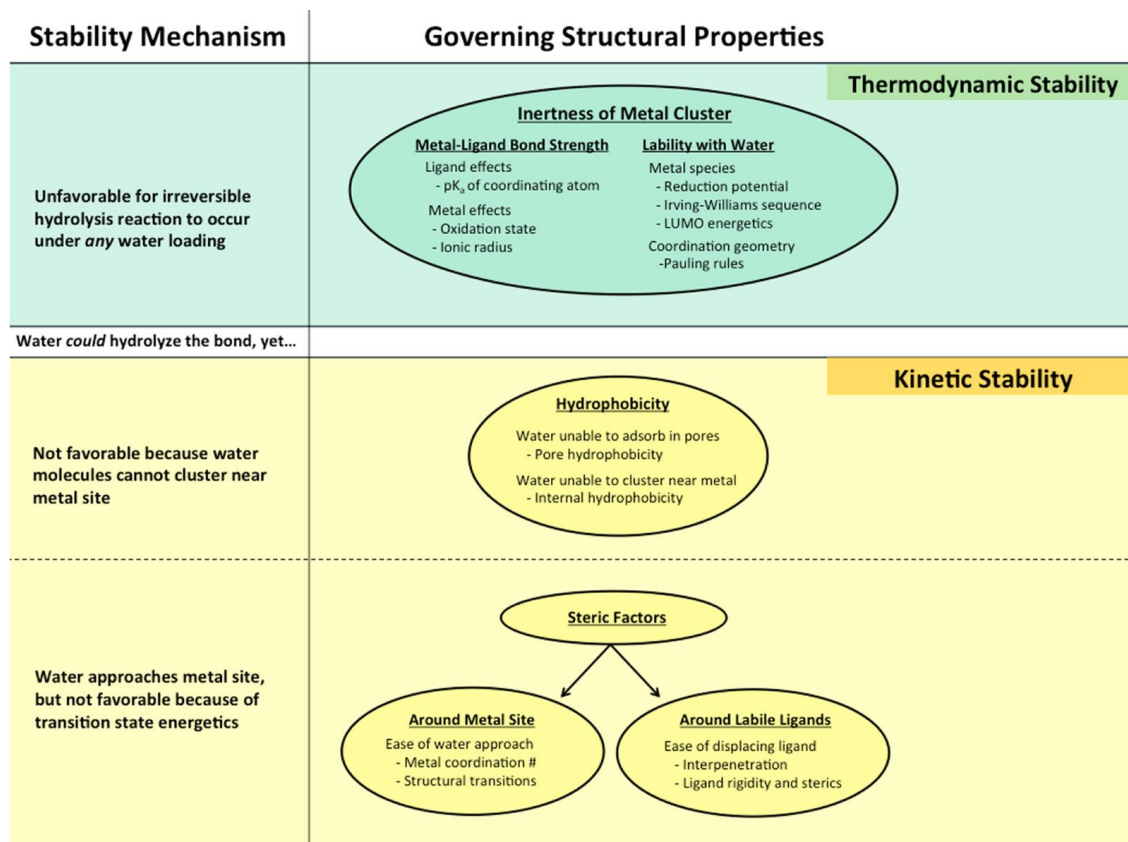 Stability Mechanism
Governing Structural Properties
Thermodynamic Stability
Unfavorable for irreversible
hydrolysis reaction to occur
under any water loading
Inertness of Metal Cluster
Metal-Ligand Bond Strength
Ligand effects
- pKa of coordinating atom
Metal effects
- Oxidation state
- Ionic radius
Lability with Water
Metal species
- Reduction potential
- Irving-Williams sequence
- LUMO energetics
Coordination geometry
-Pauling rules
Water could hydrolyze the bond, yet…
Kinetic Stability
Not favorable because water
molecules cannot cluster near
metal site
Hydrophobicity
Water unable to adsorb in pores
- Pore hydrophobicity
Water unable to cluster near metal
- Internal hydrophobicity
Water approaches metal site,
but not favorable because of
transition state energetics
Steric Factors
Around Metal Site
Ease of water approach
- Metal coordination #
- Structural transitions
Around Labile Ligands
Ease of displacing ligand
- Interpenetration
- Ligand rigidity and sterics